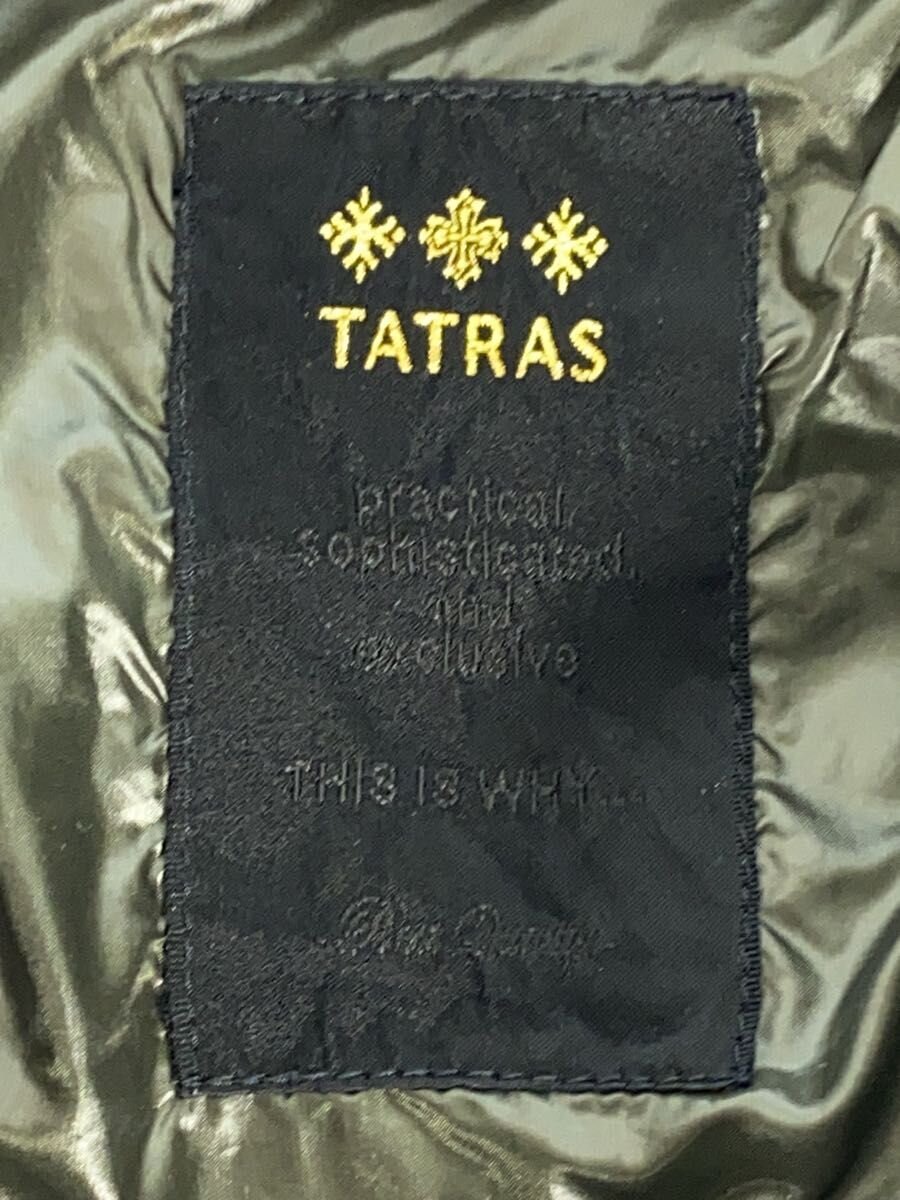 TATRAS
practical,
sophisticated,
and
exclusive
THIS IS WHY...